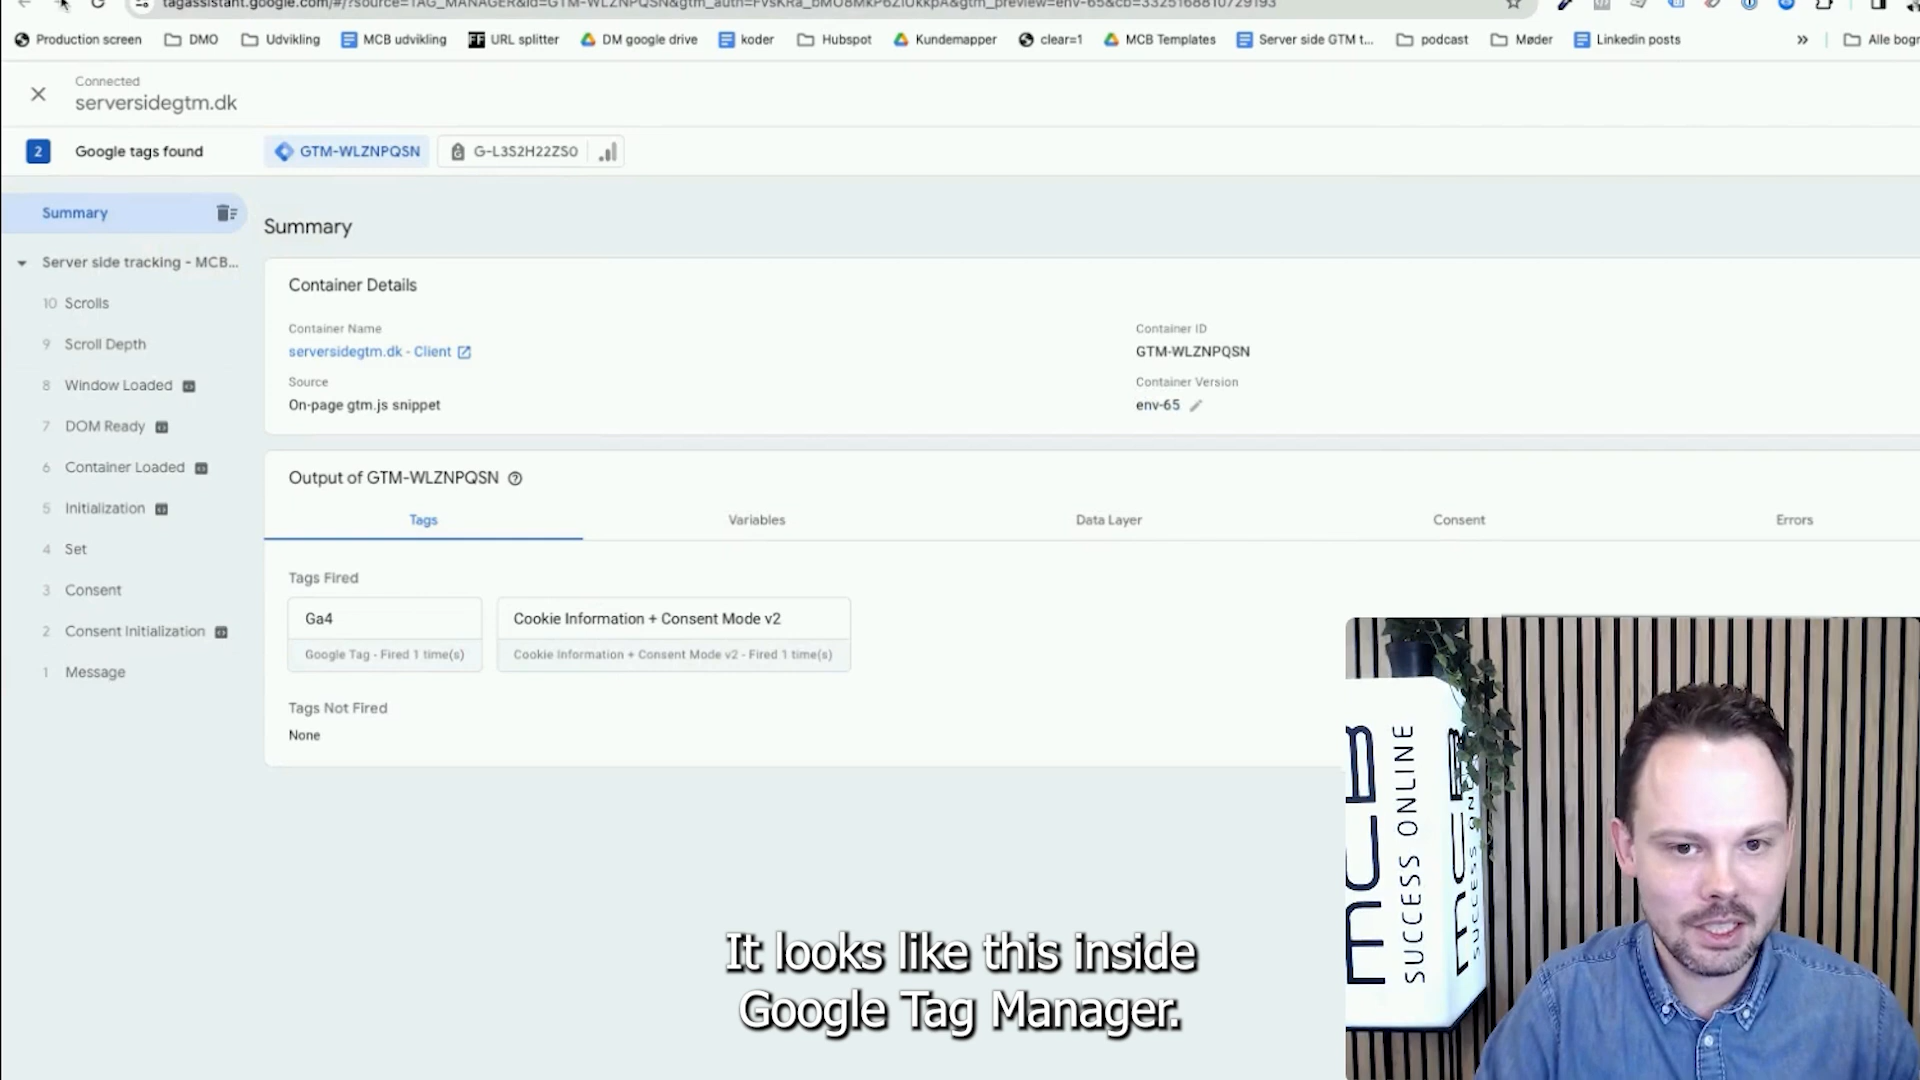 Production screen DMO Udvikling MCB udvikling URL splitter DM google drive koder Hubspot Kundemapper clear=1 MCB Templates Server side GTM t... podcast Møder Linkedin posts » Alle bogr
Connected
serversidegtm.dk
2 Google tags found GTM-WLZNPQSN G-L3S2H22ZS0
Summary
Server side tracking - MCB...
10 Scrolls
9 Scroll Depth
8 Window Loaded
7 DOM Ready
6 Container Loaded
5 Initialization
4 Set
3 Consent
2 Consent Initialization
1 Message
Summary
Container Details
Container Name
serversidegtm.dk - Client
Source
On-page gtm.js snippet
Container ID
GTM-WLZNPQSN
Container Version
env-65
Output of GTM-WLZNPQSN
Tags Variables Data Layer Consent Errors
Tags Fired
Ga4
Google Tag - Fired 1 time(s)
Cookie Information + Consent Mode v2
Cookie Information + Consent Mode v2 - Fired 1 time(s)
Tags Not Fired
None
MCB
SUCCESS ONLINE
MCB
SUCCESS ONLINE
It looks like this inside
Google Tag Manager.